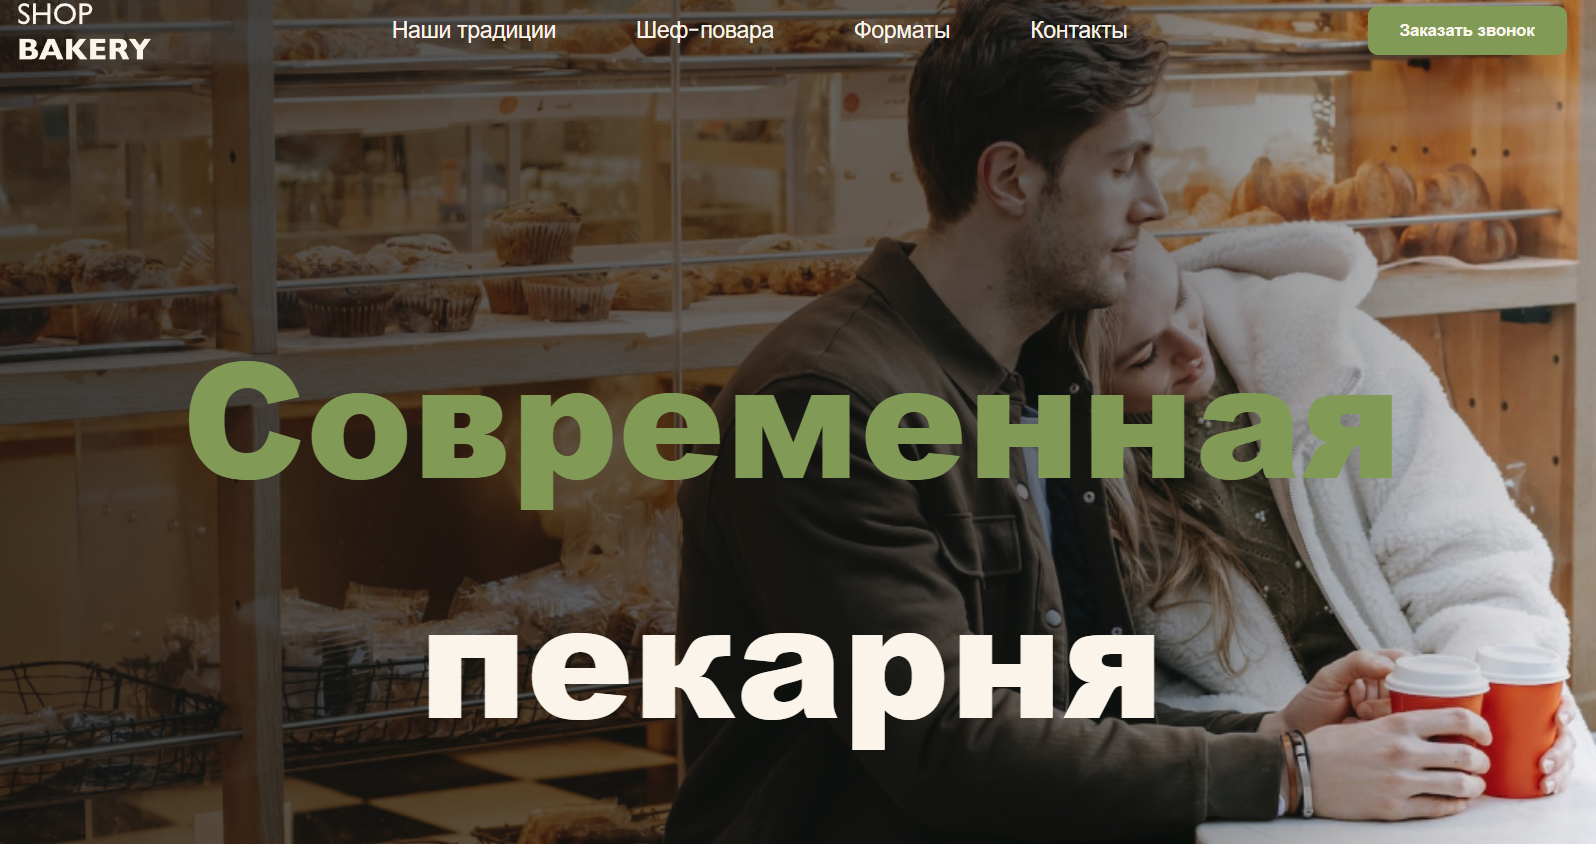 SHOP
BAKERY
Наши традиции
Шеф-повара
Форматы
Контакты
Заказать звонок
Современная
пекарня